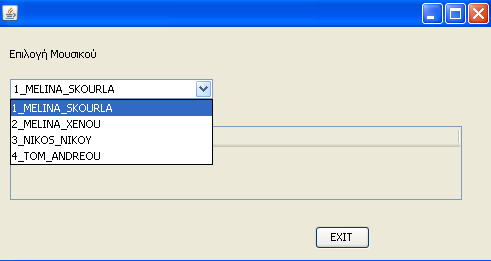 Επιλογή Μουσικού
1_MELINA_SKOURLA
1_MELINA_SKOURLA
2_MELINA_XENOU
3_NIKOS_NIKOY
4_TOM_ANDREOU
EXIT